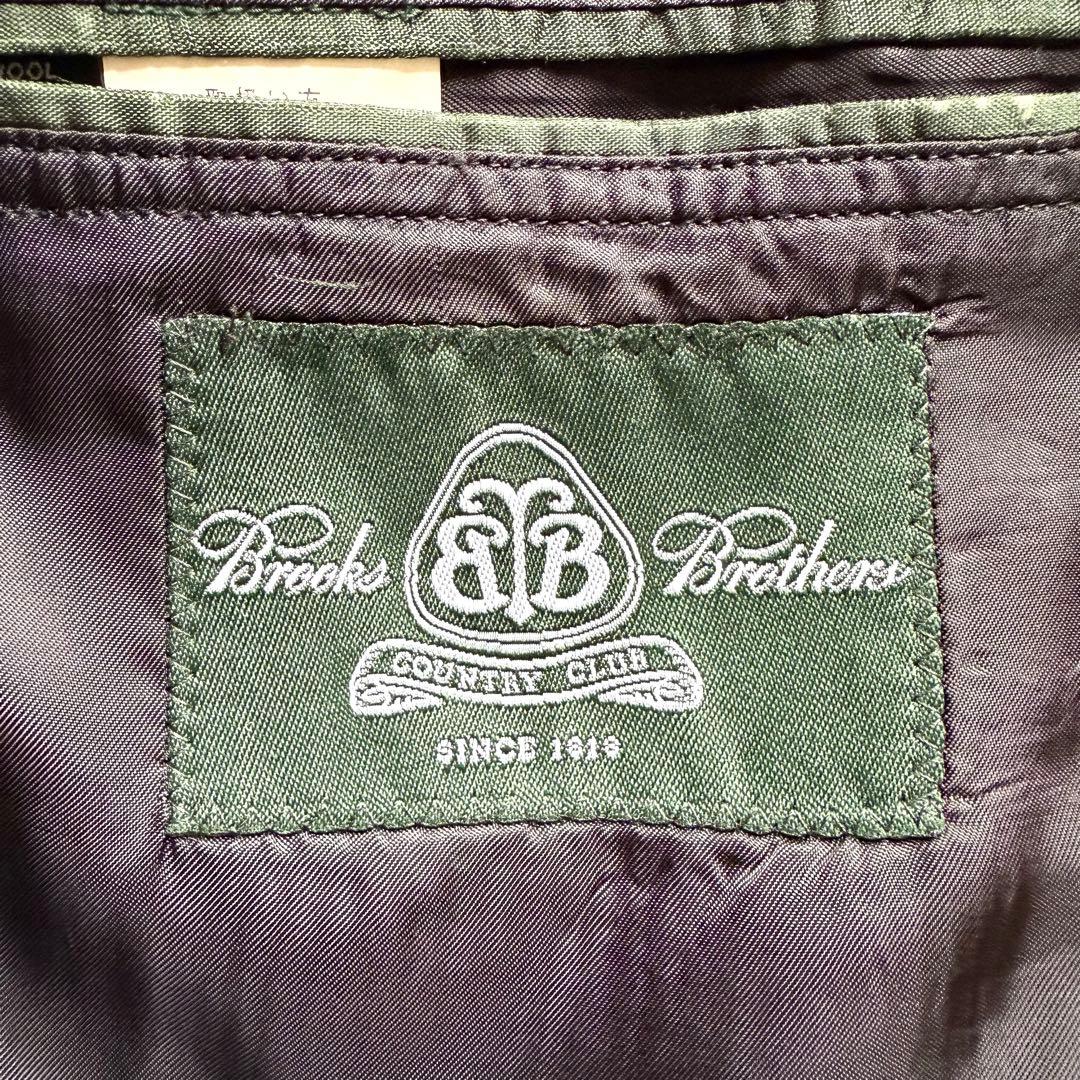 Brooks
BB
Brothers
COUNTRY CLUB
SINCE 1818